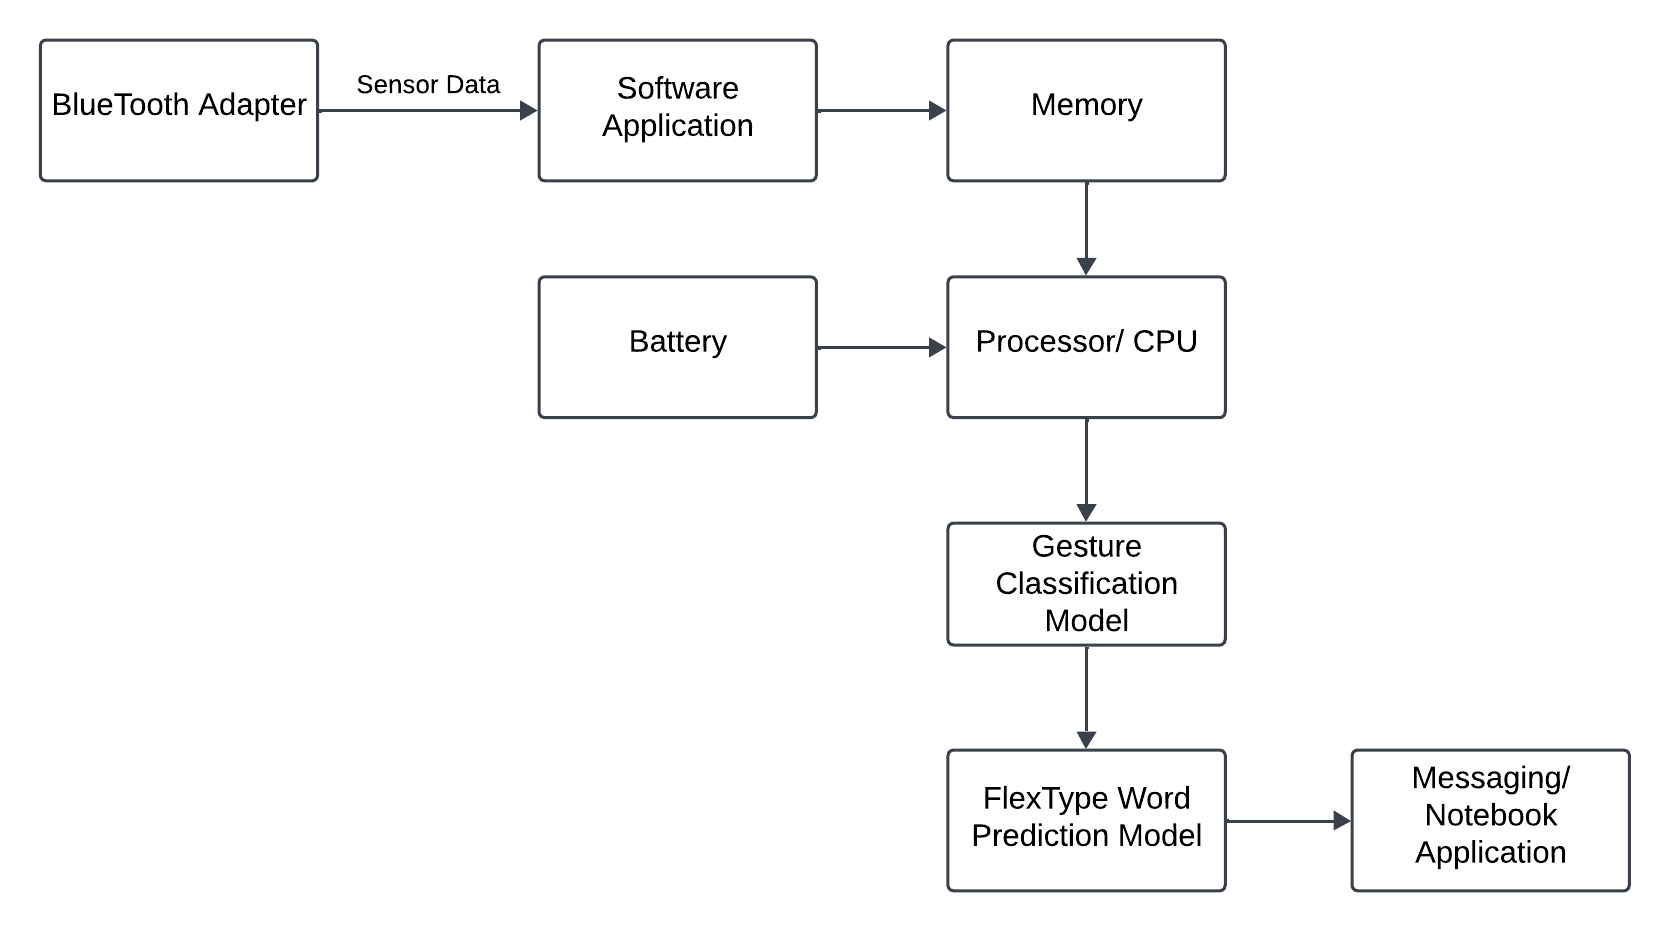 BlueTooth Adapter
Sensor Data
Software
Application
Memory
Battery
Processor/ CPU
Gesture
Classification
Model
FlexType Word
Prediction Model
Messaging/
Notebook
Application